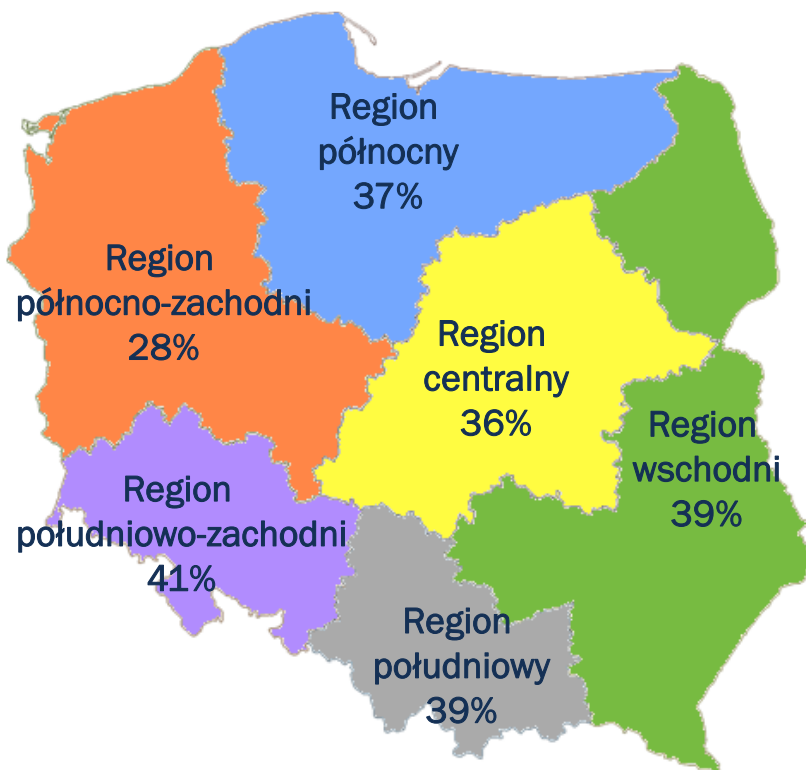 Region
północny
37%
Region
północno-zachodni
28%
Region
centralny
36%
Region
wschodni
39%
Region
południowo-zachodni
41%
Region
południowy
39%